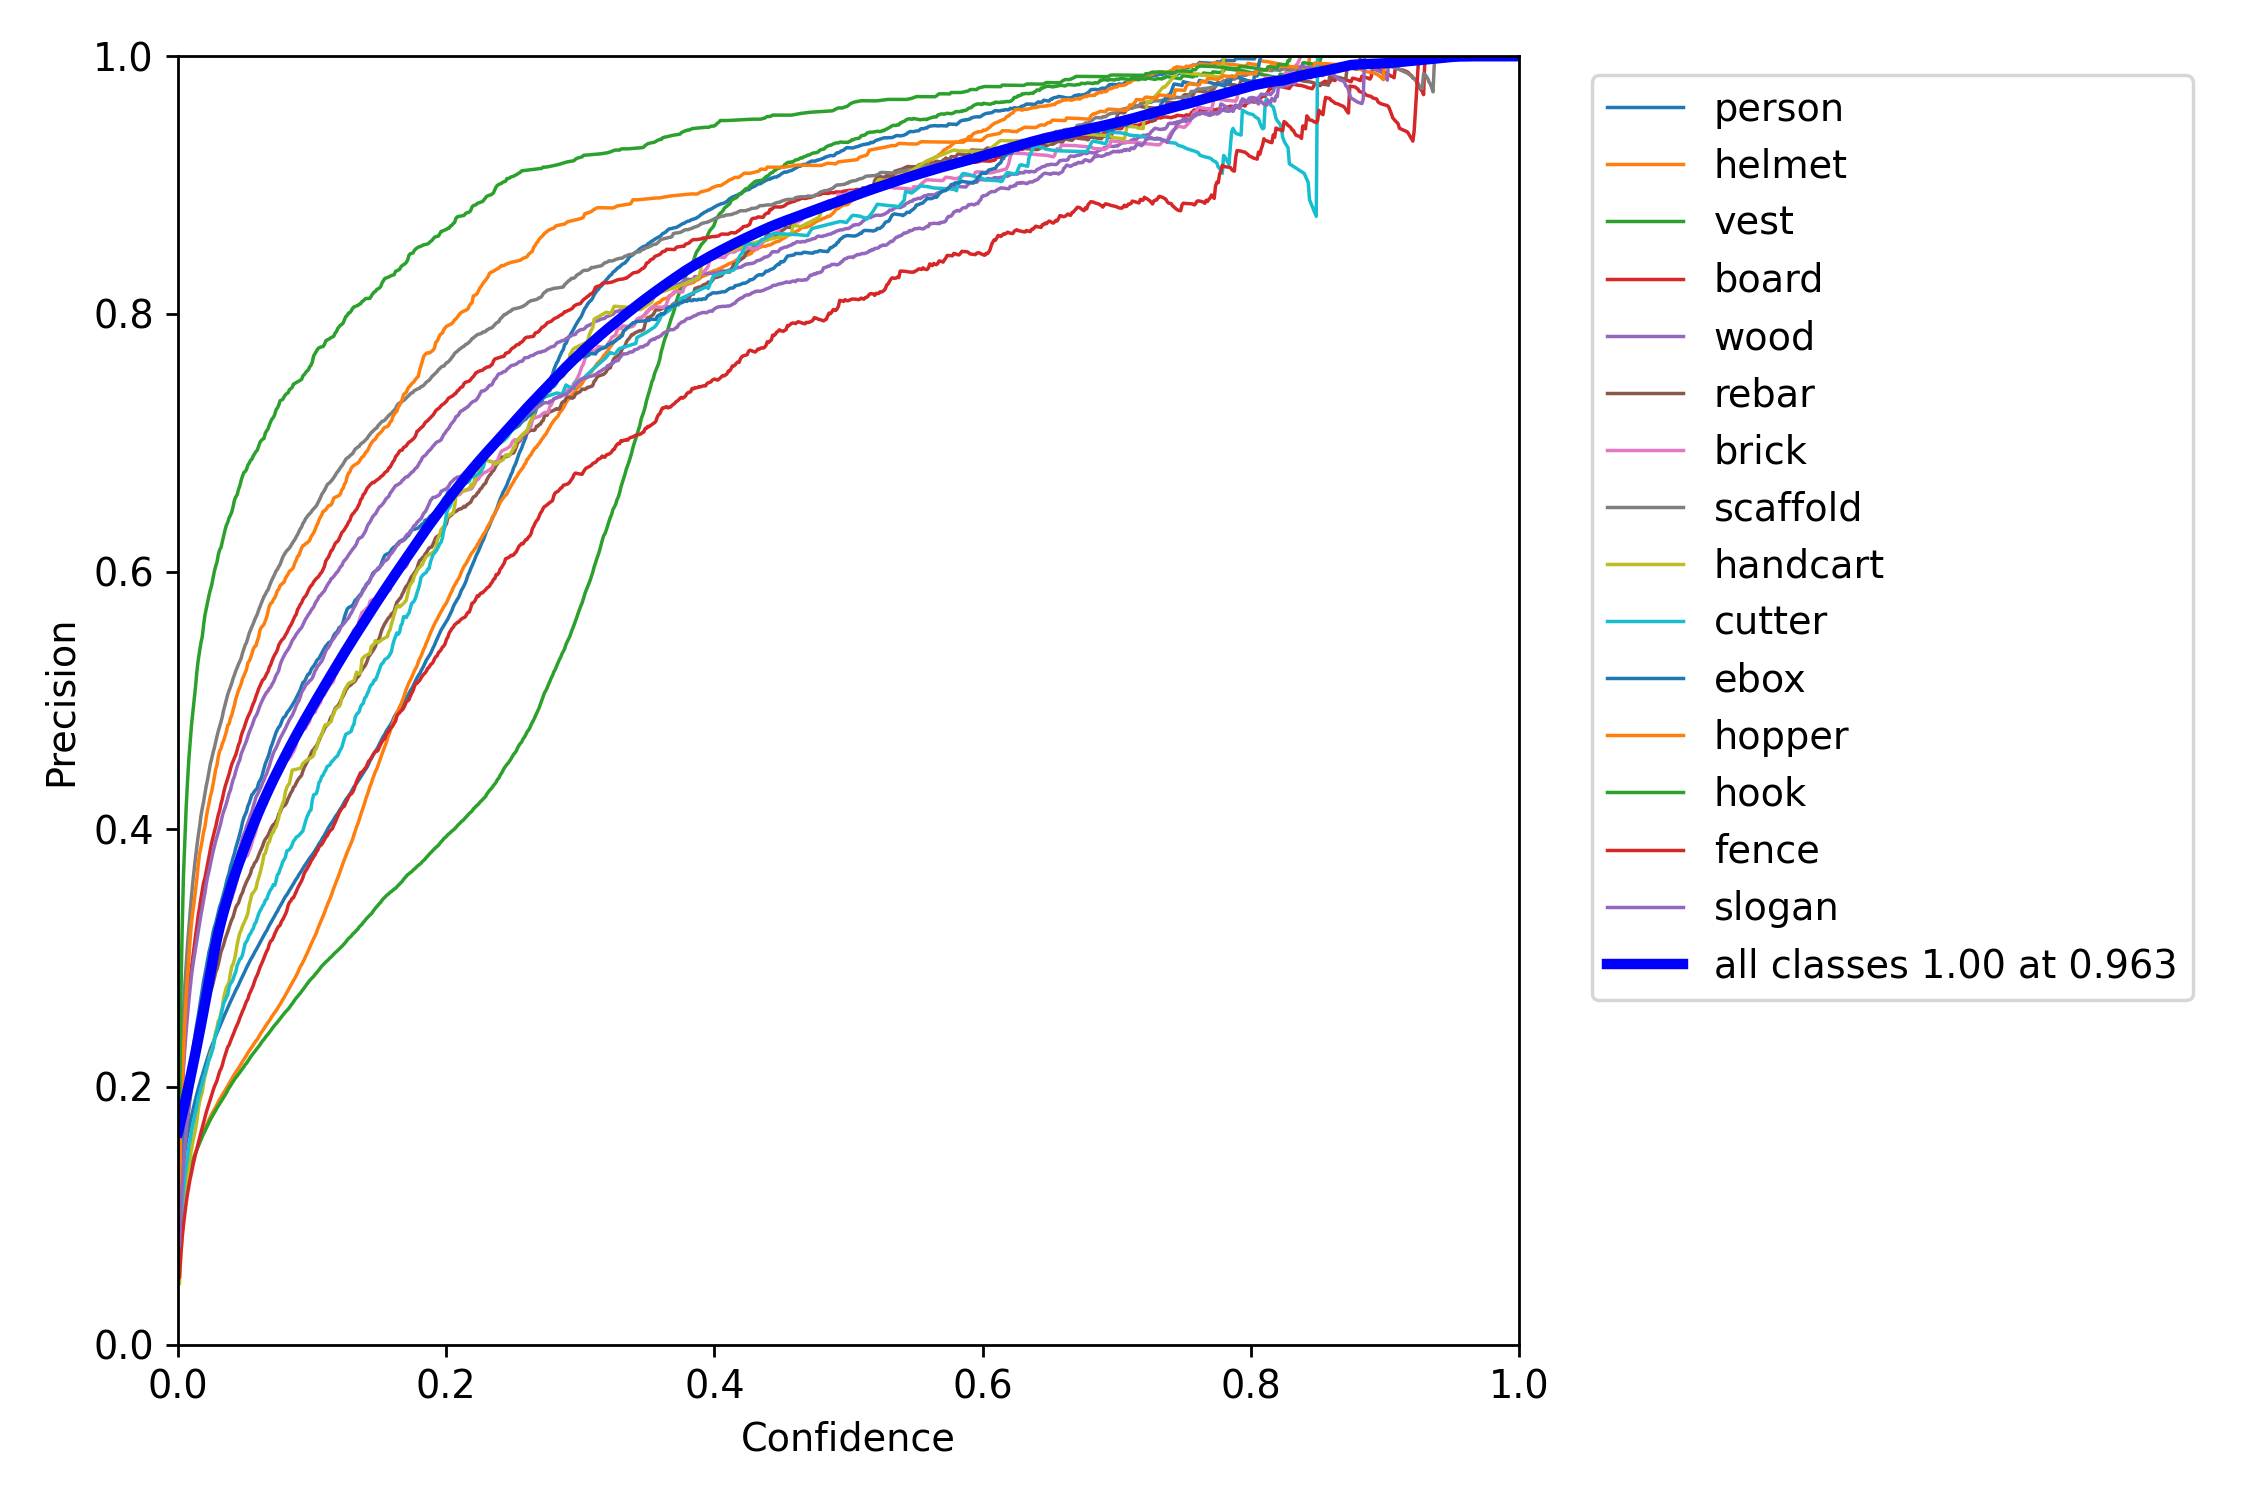 1.0
0.8
0.6
0.4
0.2
0.0
0.0 0.2 0.4 0.6 0.8 1.0
Precision
Confidence
person
helmet
vest
board
wood
rebar
brick
scaffold
handcart
cutter
ebox
hopper
hook
fence
slogan
all classes 1.00 at 0.963